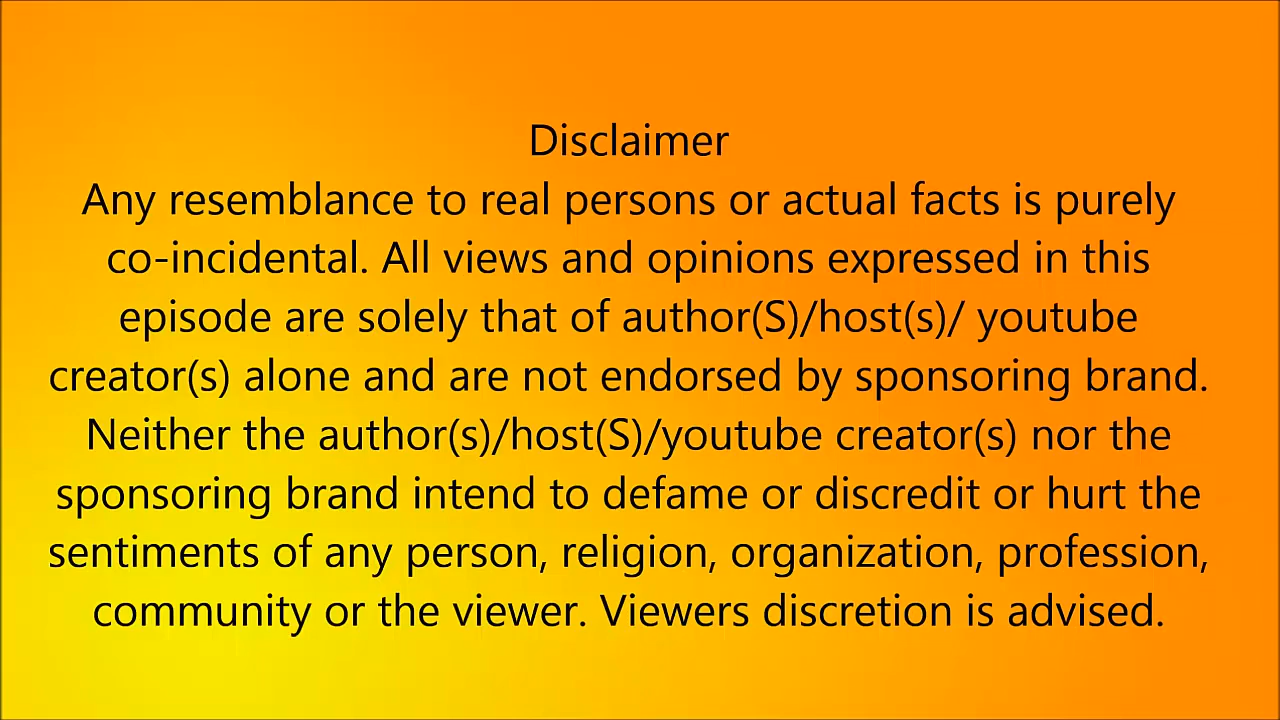 Disclaimer
Any resemblance to real persons or actual facts is purely
co-incidental. All views and opinions expressed in this
episode are solely that of author(S)/host(s)/ youtube
creator(s) alone and are not endorsed by sponsoring brand.
Neither the author(s)/host(S)/youtube creator(s) nor the
sponsoring brand intend to defame or discredit or hurt the
sentiments of any person, religion, organization, profession,
community or the viewer. Viewers discretion is advised.